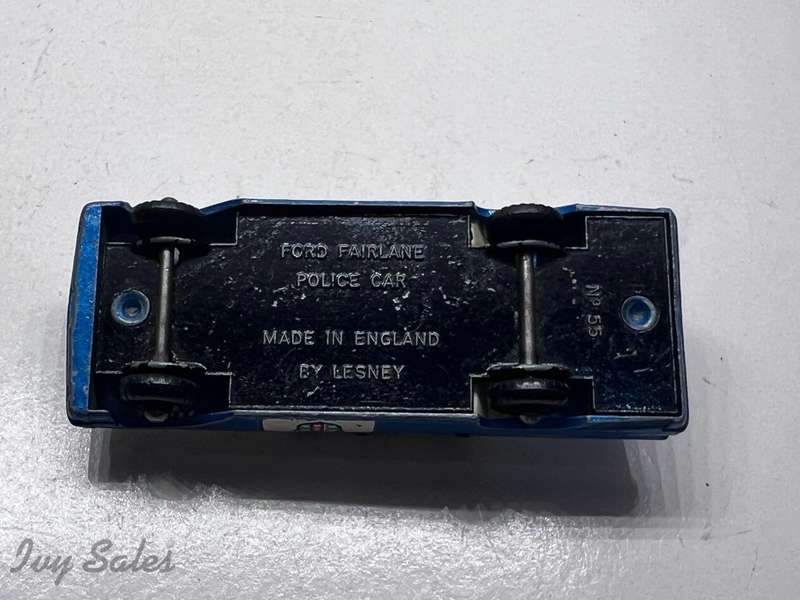 FORD FAIRLANE
POLICE CAR
MADE IN ENGLAND
BY LESNEY
Nº 55
Ivy Sales